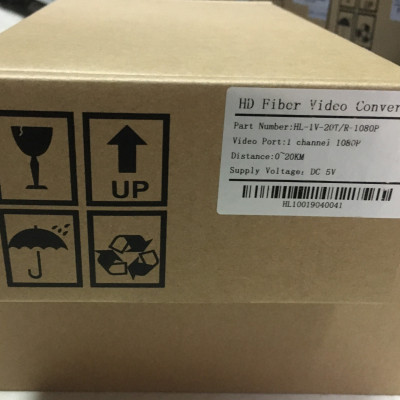 HD Fiber Video Conver
Part Number:HL-1V-20T/R-1080P
Video Port:1 channel 1080P
Distance:0~20KM
Supply Voltage: DC 5V
HL10019040041
UP